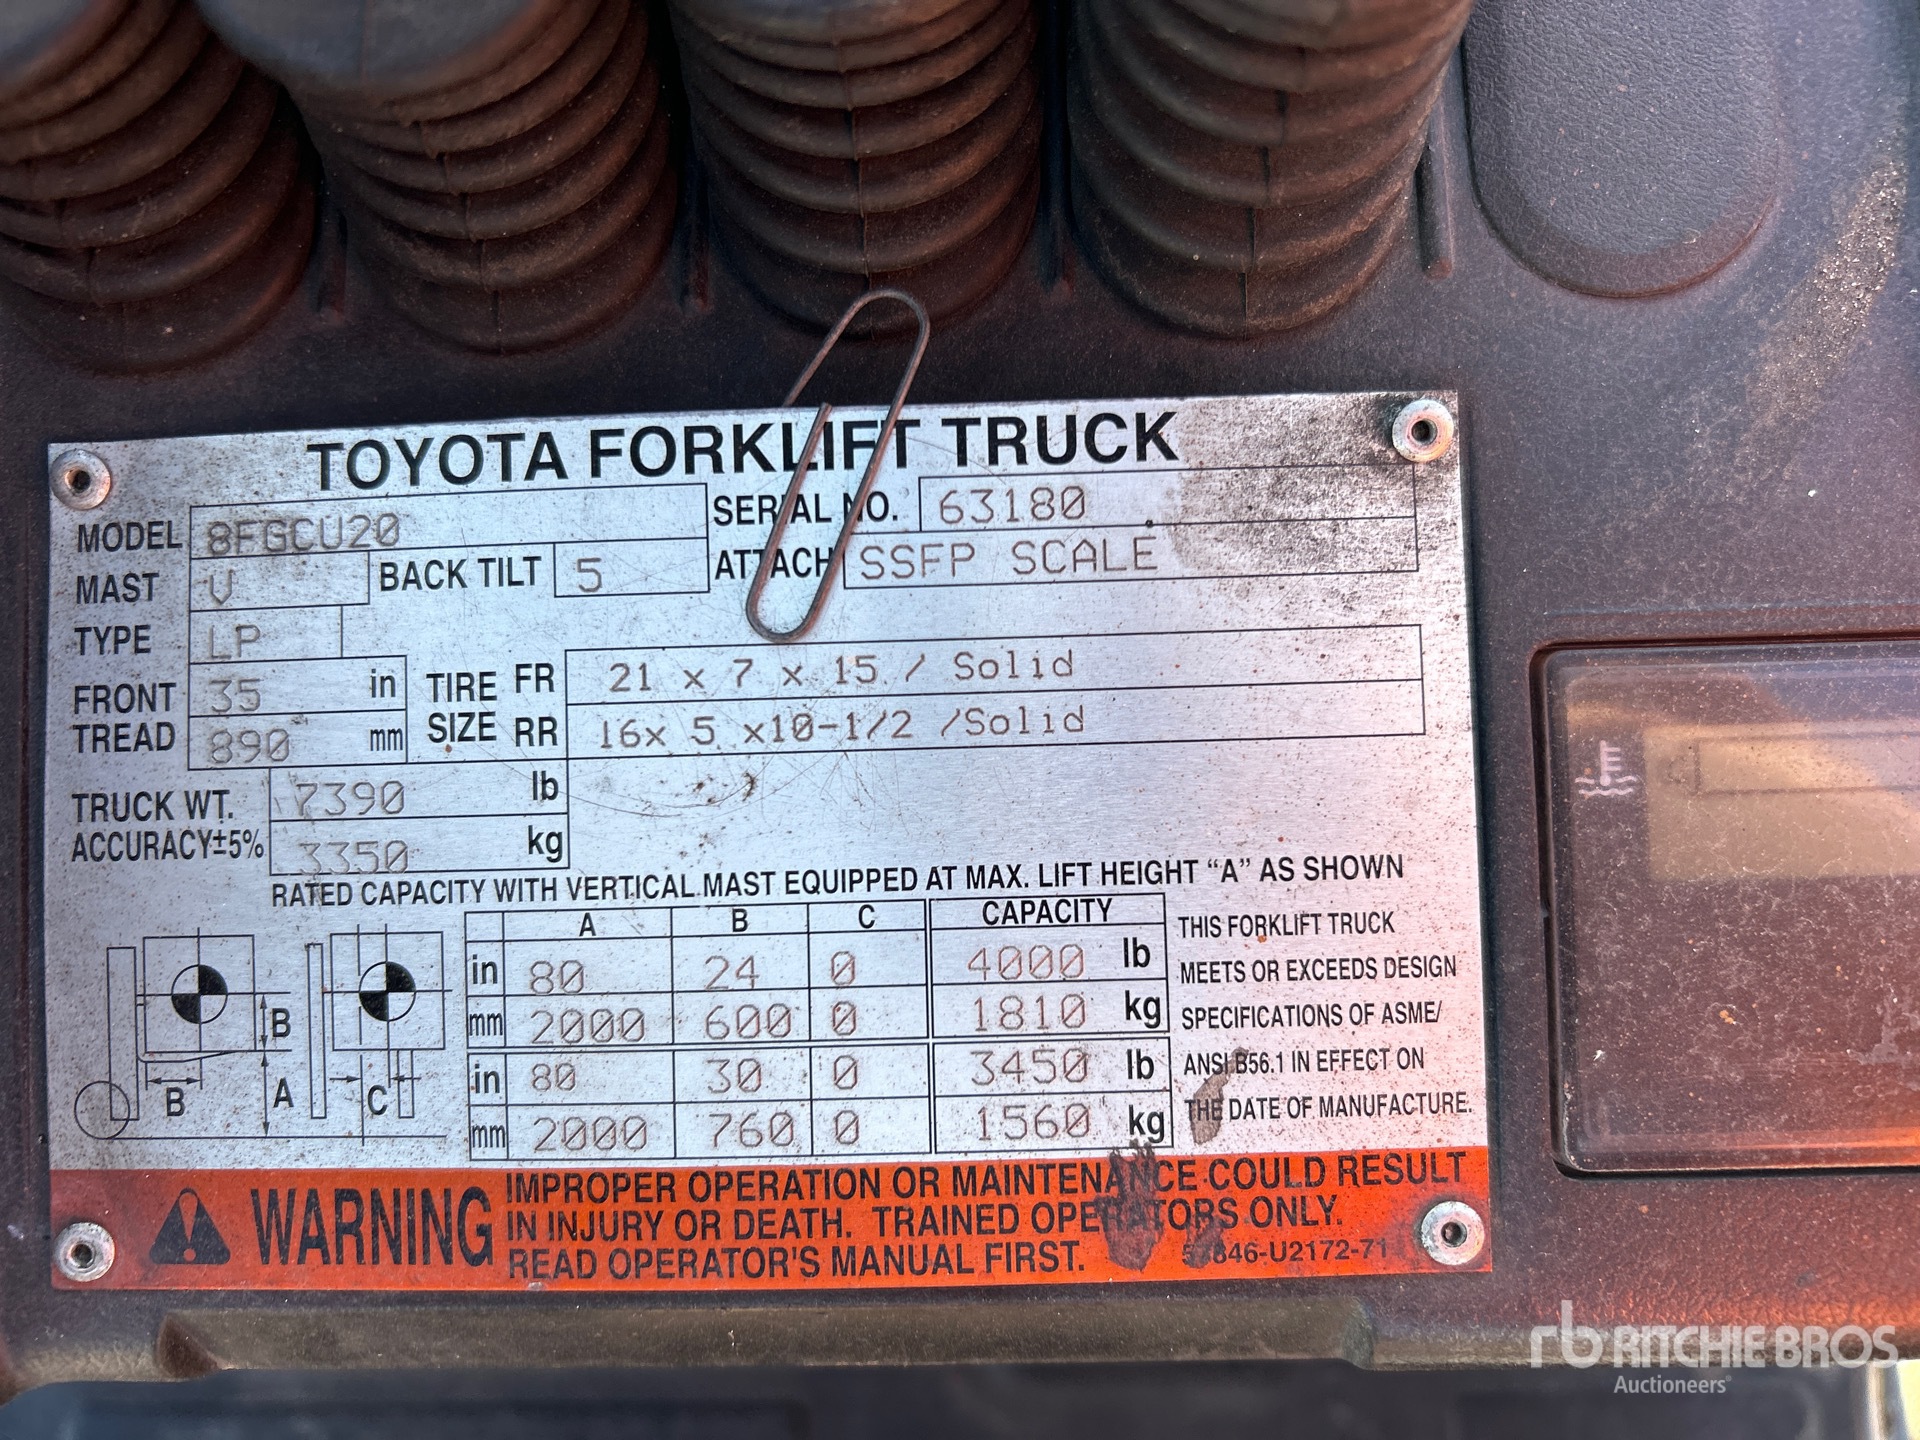 TOYOTA FORKLIFT TRUCK
MODEL 8FGCU20 SERIAL NO. 63180
MAST V BACK TILT 5 ATTACH SSFP SCALE
TYPE LP
FRONT TREAD 35 in 890 mm
TIRE SIZE FR 21 x 7 x 15 / Solid
RR 16x 5 x10-1/2 /Solid
TRUCK WT. 7390 lb
ACCURACY±5% 3350 kg
RATED CAPACITY WITH VERTICAL MAST EQUIPPED AT MAX. LIFT HEIGHT "A" AS SHOWN
A B C CAPACITY
in 80 24 0 4000 lb
mm 2000 600 0 1810 kg
in 80 30 0 3450 lb
mm 2000 760 0 1560 kg
B
B A C
THIS FORKLIFT TRUCK
MEETS OR EXCEEDS DESIGN
SPECIFICATIONS OF ASME/
ANSI B56.1 IN EFFECT ON
THE DATE OF MANUFACTURE.
WARNING
IMPROPER OPERATION OR MAINTENANCE COULD RESULT
IN INJURY OR DEATH. TRAINED OPERATORS ONLY.
READ OPERATOR'S MANUAL FIRST.
57846-U2172-71
rb RITCHIE BROS
Auctioneers